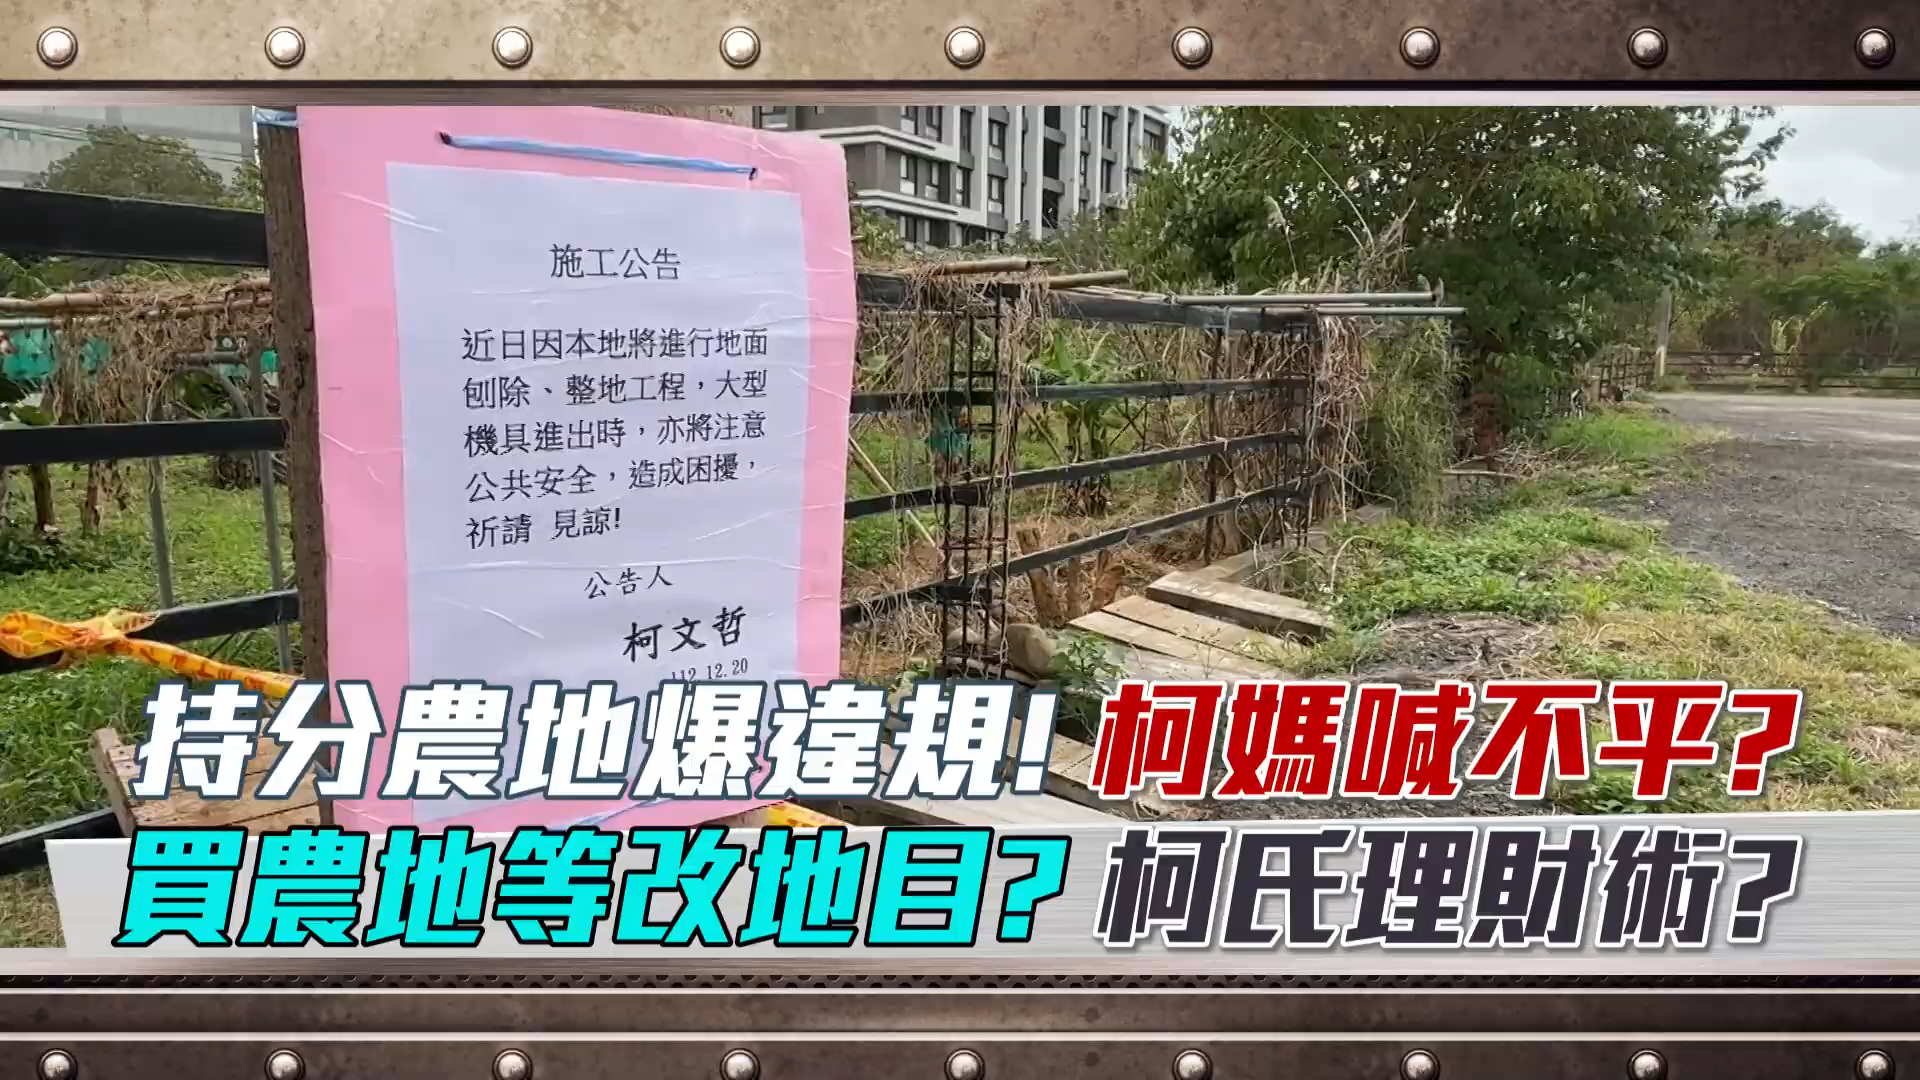 施工公告
近日因本地將進行地面
刨除、整地工程，大型
機具進出時，亦將注意
公共安全，造成困擾，
祈請 見諒!
公告人
柯文哲
112.12.20
持分農地爆違規! 柯媽喊不平?
買農地等改地目? 柯氏理財術?